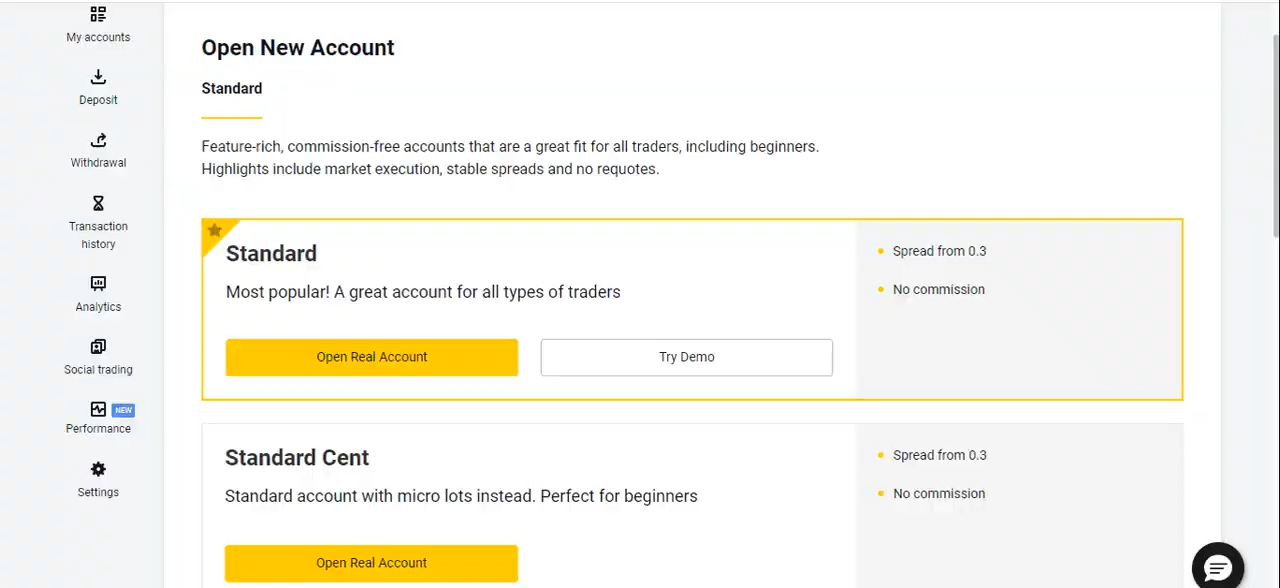 My accounts
Deposit
Withdrawal
Transaction
history
Analytics
Social trading
NEW
Performance
Settings
Open New Account
Standard
Feature-rich, commission-free accounts that are a great fit for all traders, including beginners.
Highlights include market execution, stable spreads and no requotes.
Standard
Most popular! A great account for all types of traders
Open Real Account
Try Demo
Spread from 0.3
No commission
Standard Cent
Standard account with micro lots instead. Perfect for beginners
Open Real Account
Spread from 0.3
No commission